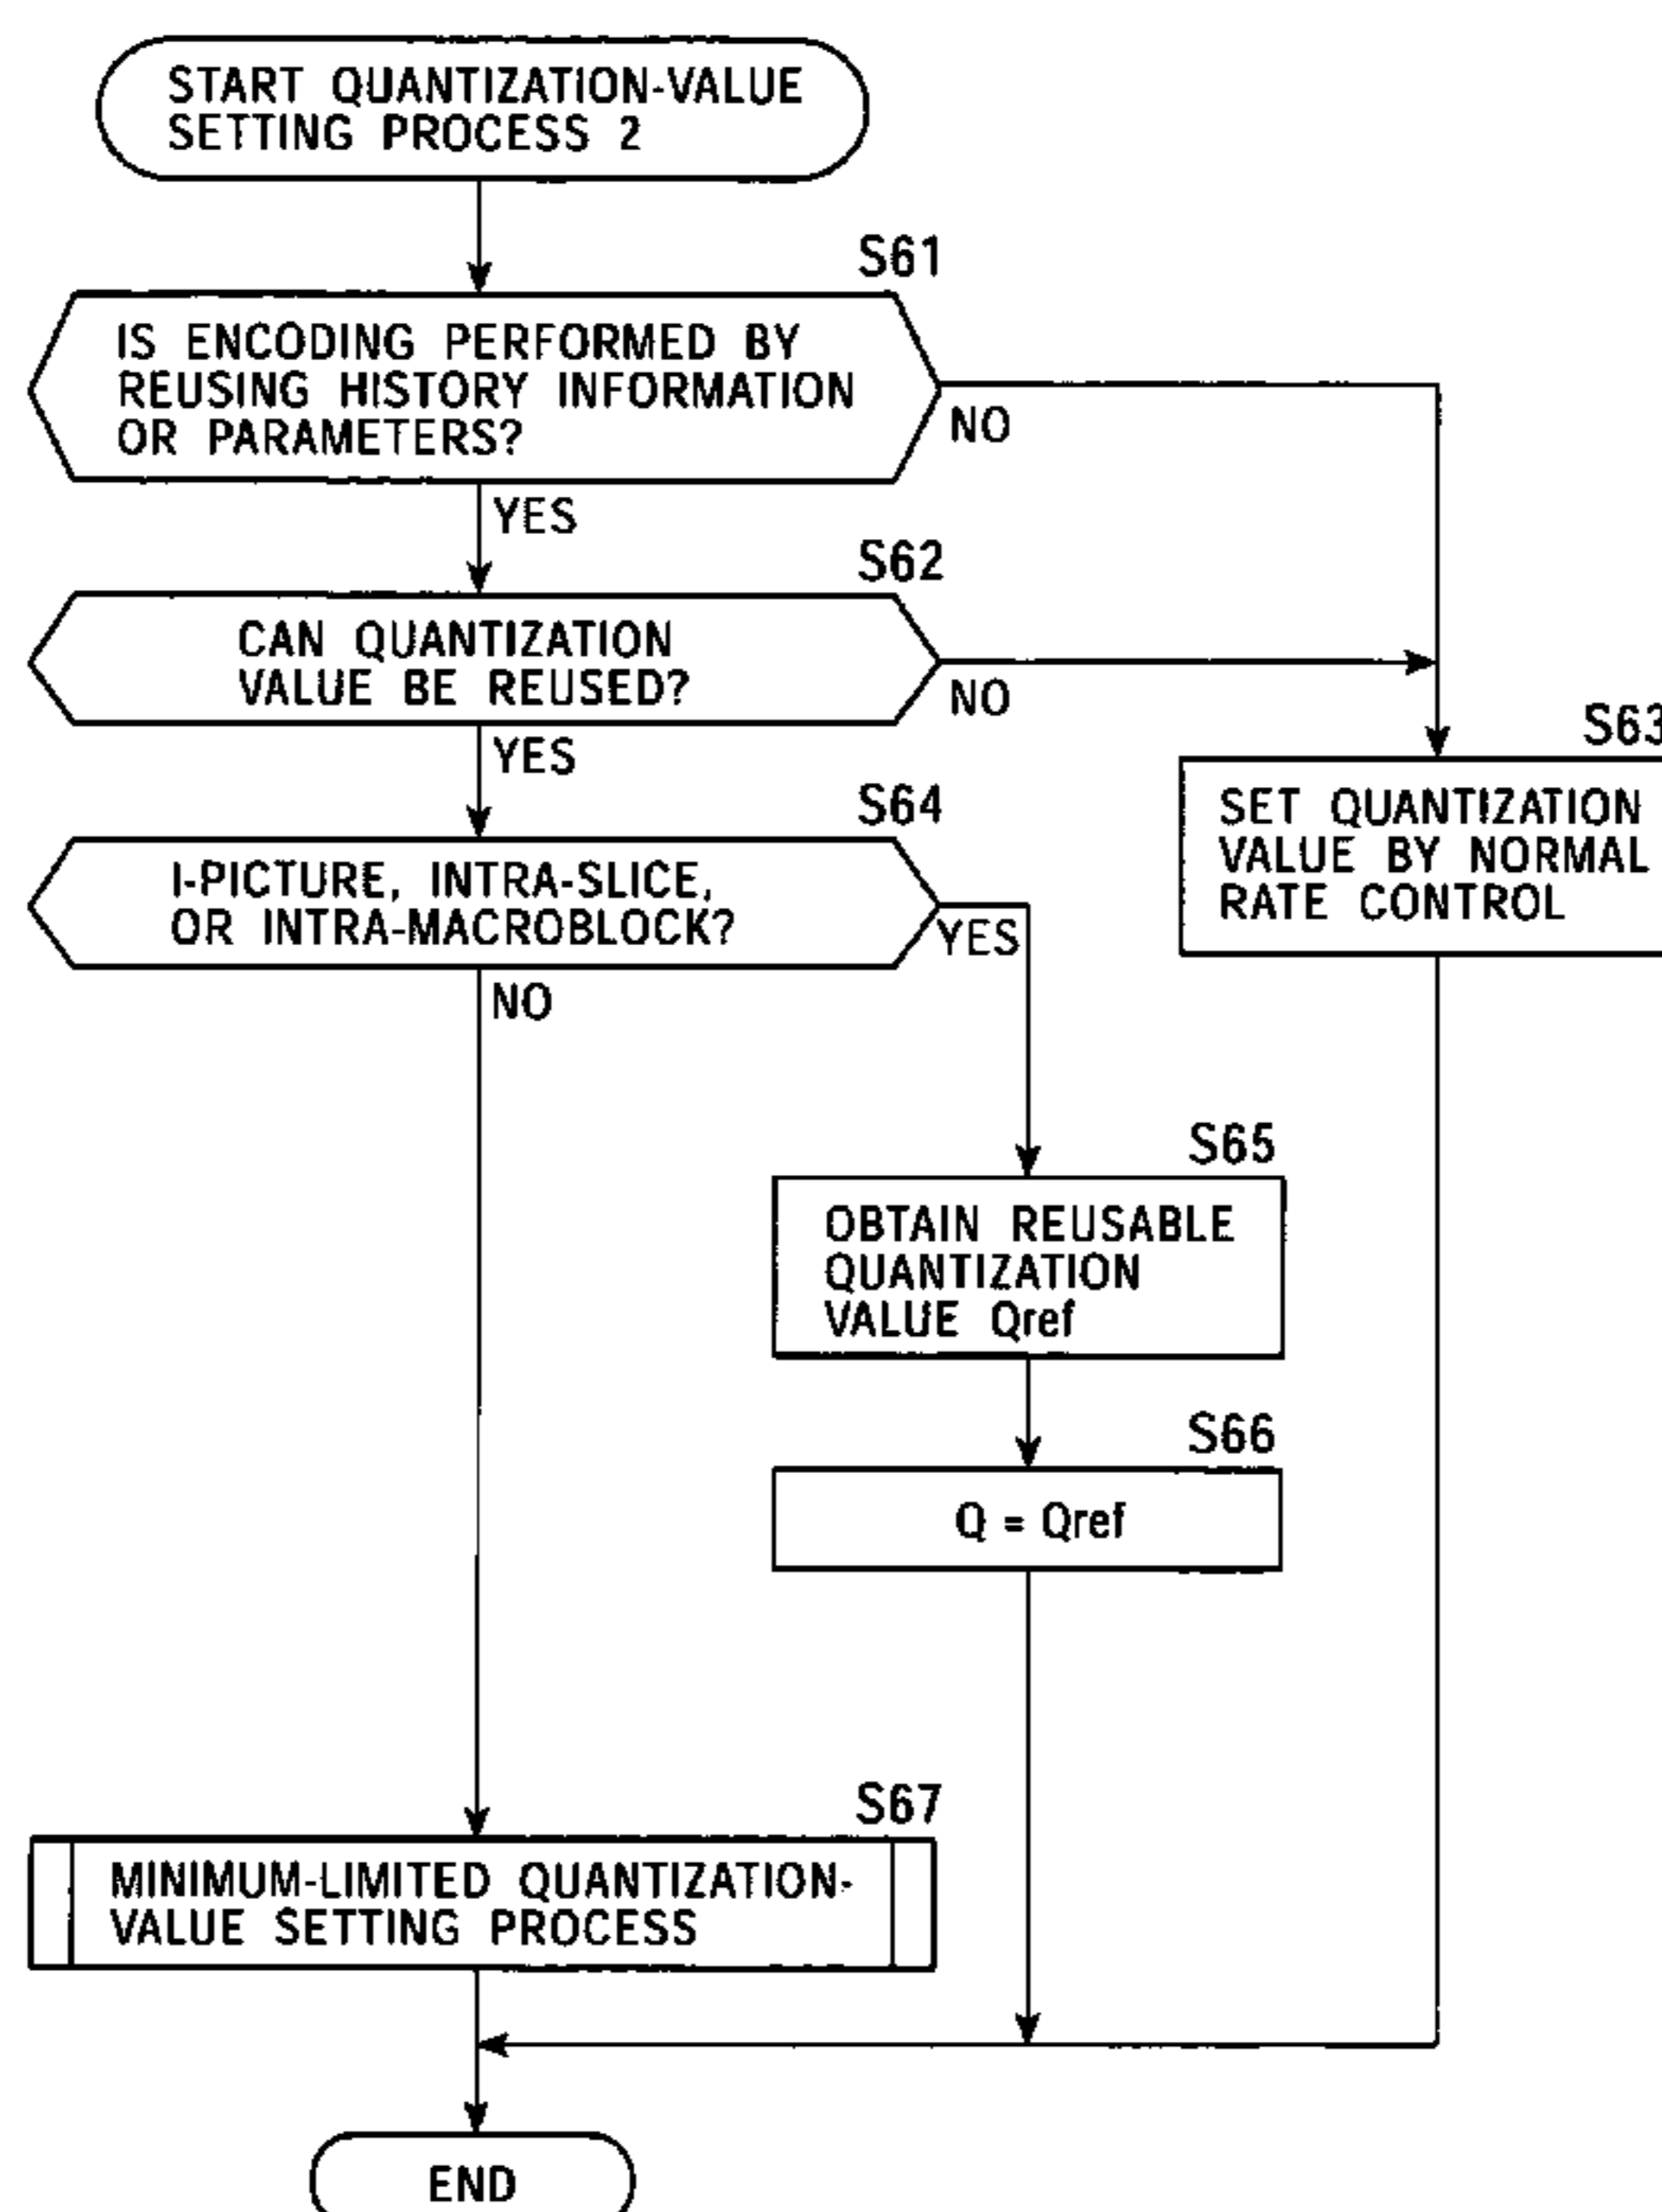 START QUANTIZATION-VALUE
SETTING PROCESS 2
S61
IS ENCODING PERFORMED BY
REUSING HISTORY INFORMATION
OR PARAMETERS?
NO
YES
S62
CAN QUANTIZATION
VALUE BE REUSED?
NO
YES
S63
SET QUANTIZATION
VALUE BY NORMAL
RATE CONTROL
S64
I-PICTURE, INTRA-SLICE,
OR INTRA-MACROBLOCK?
YES
NO
S65
OBTAIN REUSABLE
QUANTIZATION
VALUE Qref
S66
Q = Qref
S67
MINIMUM-LIMITED QUANTIZATION-
VALUE SETTING PROCESS
END